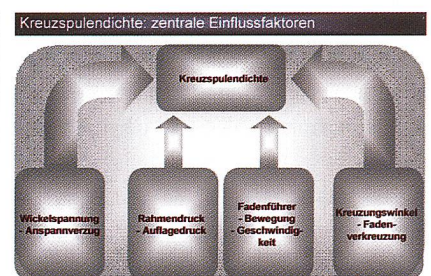 Kreuzspulendichte: zentrale Einflussfaktoren
Kreuzspulendichte
Wickelspannung
- Anspannverzug
Rahmendruck
- Auflagedruck
Fadenführer
- Bewegung
- Geschwindig-
keit
Kreuzungswinkel
- Faden-
verkreuzung